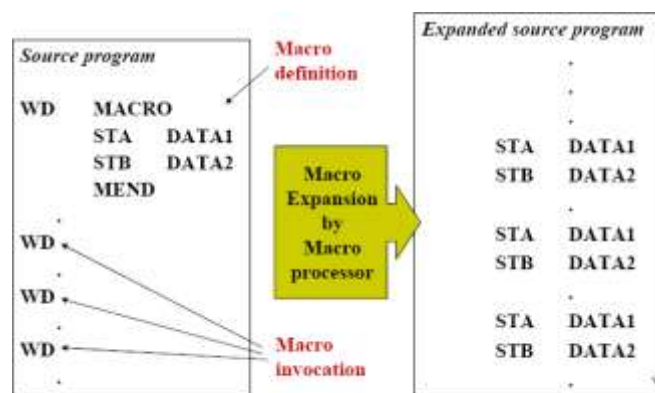 Source program
Macro
definition
WD MACRO
STA DATA1
STB DATA2
MEND
.
WD
.
WD
.
WD
.
Macro
invocation
Macro
Expansion
by
Macro
processor
Expanded source program
.
.
.
STA DATA1
STB DATA2
.
STA DATA1
STB DATA2
.
STA DATA1
STB DATA2
.